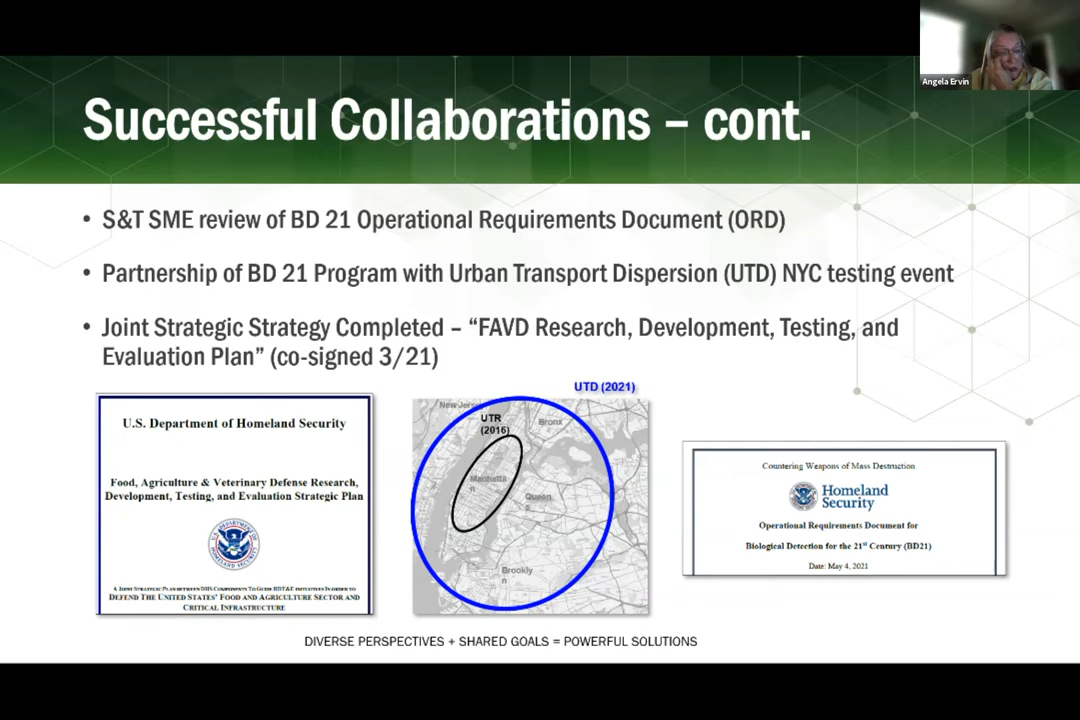 Angela Ervin
Successful Collaborations – cont.
• S&T SME review of BD 21 Operational Requirements Document (ORD)
• Partnership of BD 21 Program with Urban Transport Dispersion (UTD) NYC testing event
• Joint Strategic Strategy Completed – “FAVD Research, Development, Testing, and
Evaluation Plan” (co-signed 3/21)
U.S. Department of Homeland Security
Food, Agriculture & Veterinary Defense Research,
Development, Testing, and Evaluation Strategic Plan
A JOINT STRATEGIC PLAN BETWEEN DHS COMPONENTS TO GUIDE RDT&E INITIATIVES IN ORDER TO
DEFEND THE UNITED STATES' FOOD AND AGRICULTURE SECTOR AND
CRITICAL INFRASTRUCTURE
UTD (2021)
New Jersey
UTR
(2016)
Bronx
Manhatta
n
Queen
s
Brookly
n
Countering Weapons of Mass Destruction
Homeland
Security
Operational Requirements Document for
Biological Detection for the 21st Century (BD21)
Date: May 4, 2021
DIVERSE PERSPECTIVES + SHARED GOALS = POWERFUL SOLUTIONS